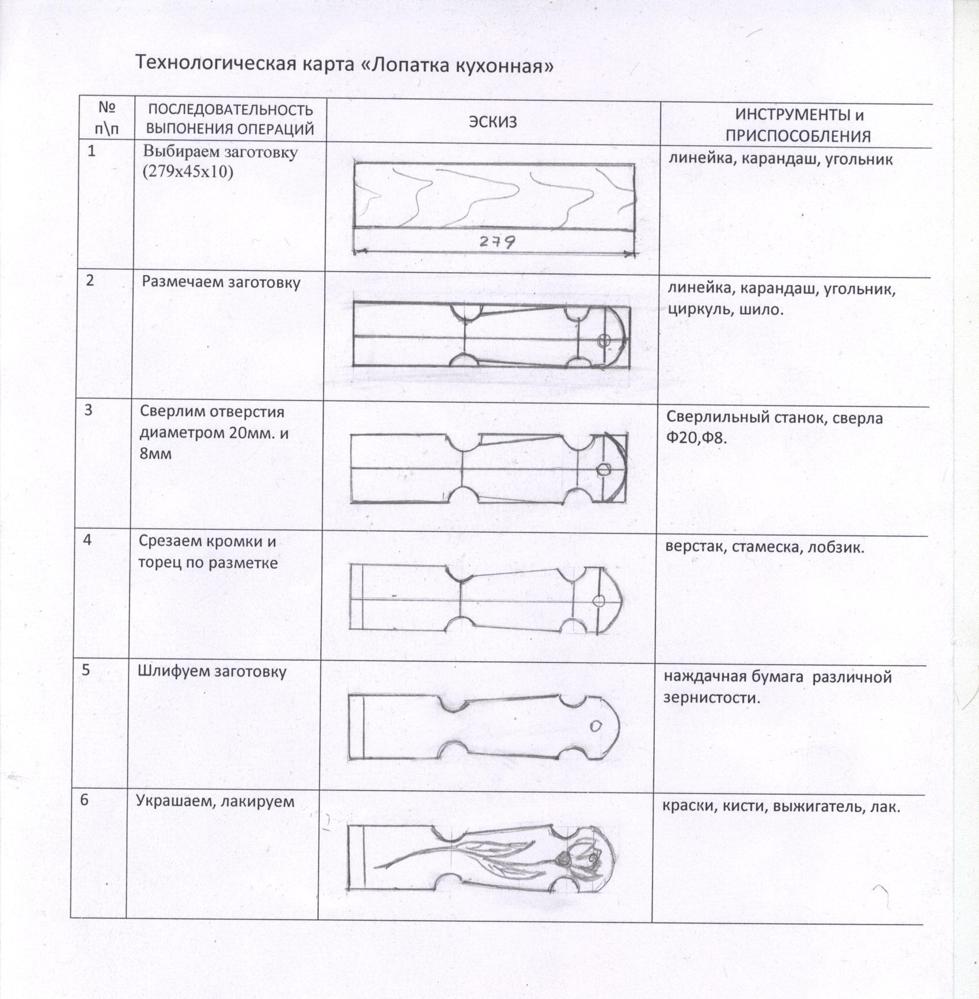 Технологическая карта «Лопатка кухонная»
№
п\п
ПОСЛЕДОВАТЕЛЬНОСТЬ
ВЫПОНЕНИЯ ОПЕРАЦИЙ
ЭСКИЗ
ИНСТРУМЕНТЫ и
ПРИСПОСОБЛЕНИЯ
1
Выбираем заготовку
(279х45х10)
279
линейка, карандаш, угольник
2
Размечаем заготовку
линейка, карандаш, угольник,
циркуль, шило.
3
Сверлим отверстия
диаметром 20мм. и
8мм
Сверлильный станок, сверла
Ф20,Ф8.
4
Срезаем кромки и
торец по разметке
верстак, стамеска, лобзик.
5
Шлифуем заготовку
наждачная бумага  различной
зернистости.
6
Украшаем, лакируем
краски, кисти, выжигатель, лак.